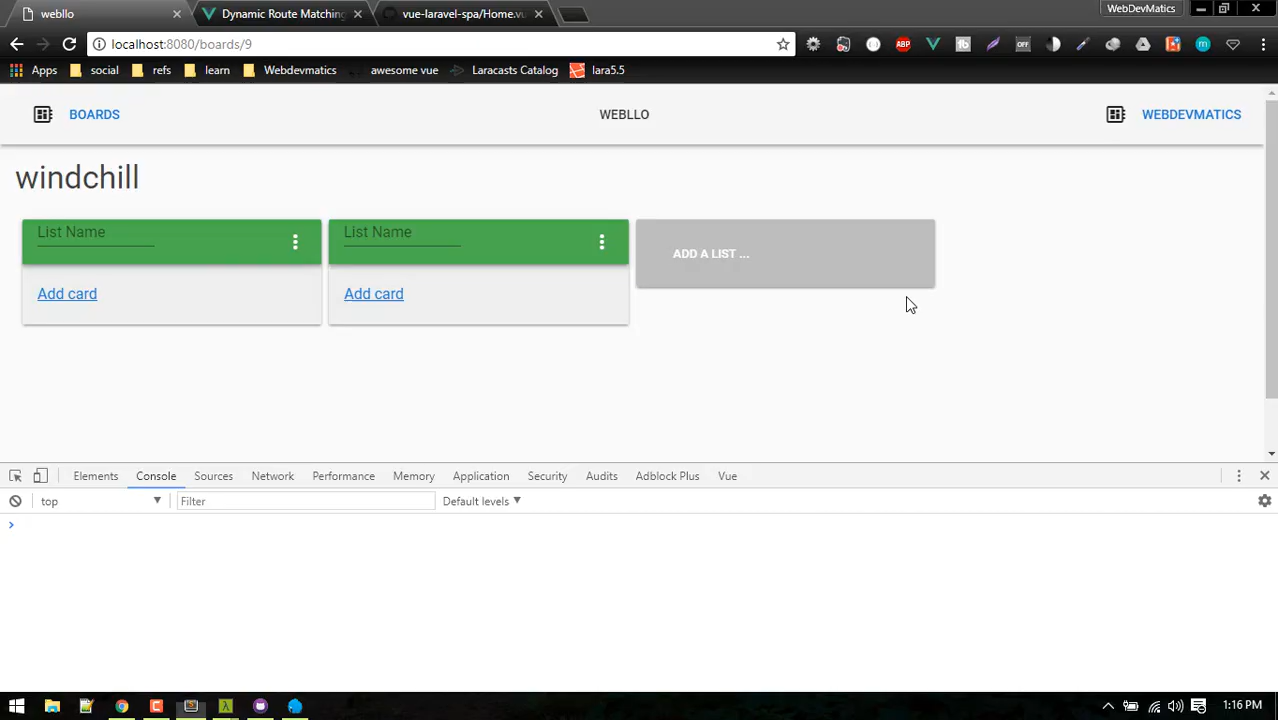 webllo
Dynamic Route Matching
vue-laravel-spa/Home.vu
WebDevMatics
localhost:8080/boards/9
ABP
OFF
Apps
social
refs
learn
Webdevmatics
awesome vue
Laracasts Catalog
lara5.5
BOARDS
WEBLLO
WEBDEVMATICS
windchill
List Name
List Name
ADD A LIST ...
Add card
Add card
Elements
Console
Sources
Network
Performance
Memory
Application
Security
Audits
Adblock Plus
Vue
top
Filter
Default levels
1:16 PM